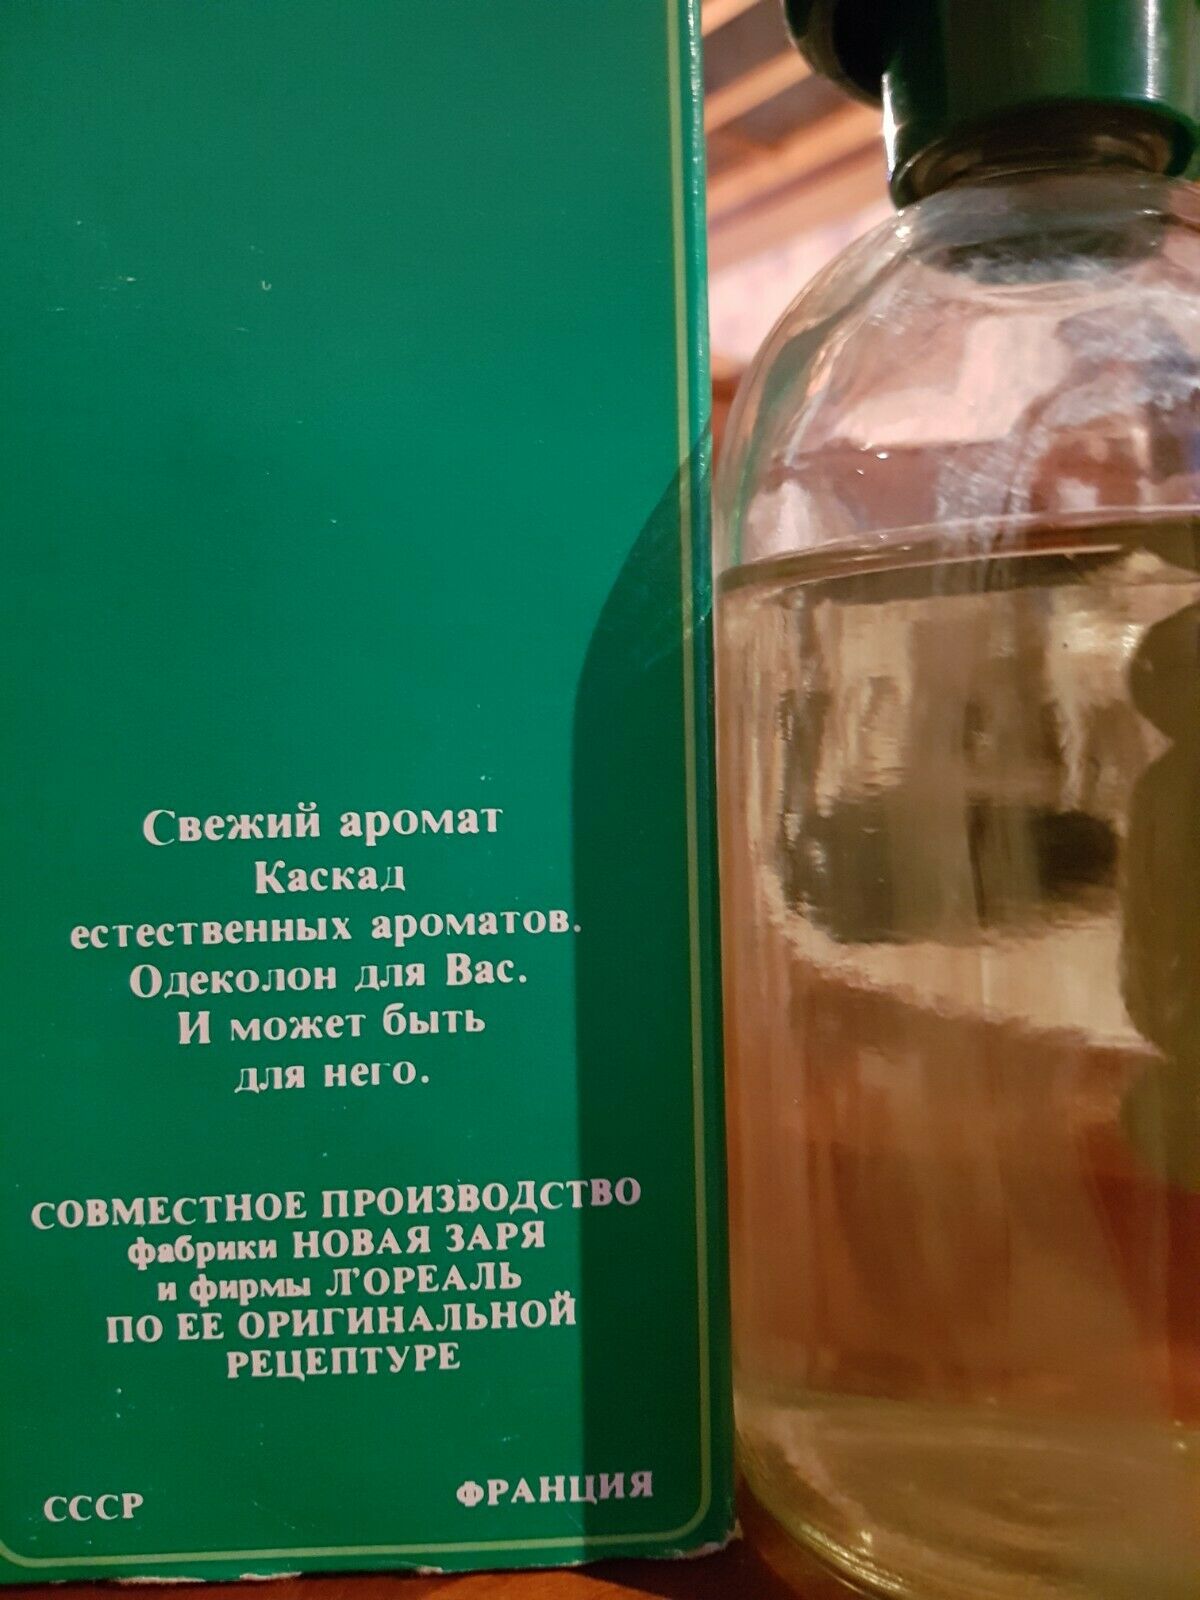 Свежий аромат
Каскад
естественных ароматов.
Одеколон для Вас.
И может быть
для него.
СОВМЕСТНОЕ ПРОИЗВОДСТВО
фабрики НОВАЯ ЗАРЯ
и фирмы Л'ОРЕАЛЬ
ПО ЕЕ ОРИГИНАЛЬНОЙ
РЕЦЕПТУРЕ
СССР ФРАНЦИЯ